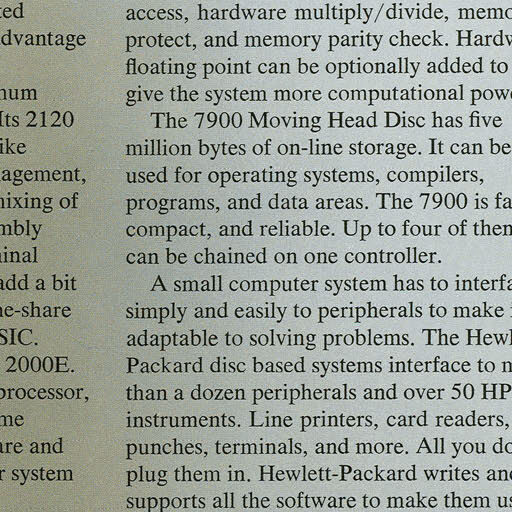 ted
dvantage
num
Its 2120
ike
agement,
nixing of
mbly
inal
add a bit
ne-share
SIC.
2000E.
processor,
me
are and
r system
access, hardware multiply/divide, memo
protect, and memory parity check. Hardw
floating point can be optionally added to
give the system more computational powe
The 7900 Moving Head Disc has five
million bytes of on-line storage. It can be
used for operating systems, compilers,
programs, and data areas. The 7900 is fa
compact, and reliable. Up to four of them
can be chained on one controller.
A small computer system has to interfa
simply and easily to peripherals to make
adaptable to solving problems. The Hewl
Packard disc based systems interface to m
than a dozen peripherals and over 50 HP
instruments. Line printers, card readers,
punches, terminals, and more. All you do
plug them in. Hewlett-Packard writes and
supports all the software to make them us